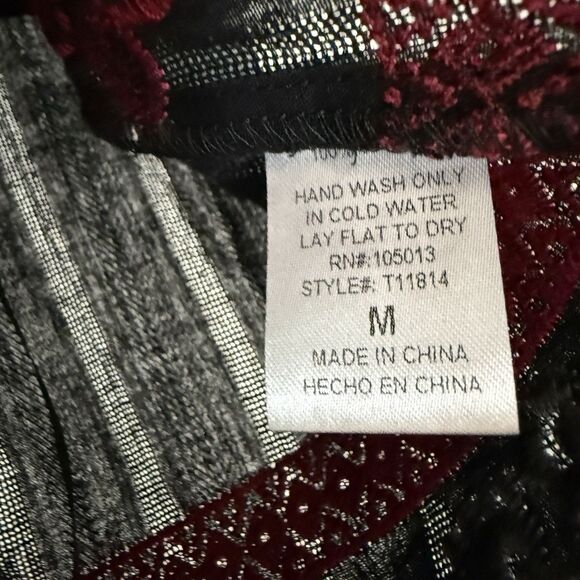 HAND WASH ONLY
IN COLD WATER
LAY FLAT TO DRY
RN#:105013
STYLE#: T11814
M
MADE IN CHINA
HECHO EN CHINA